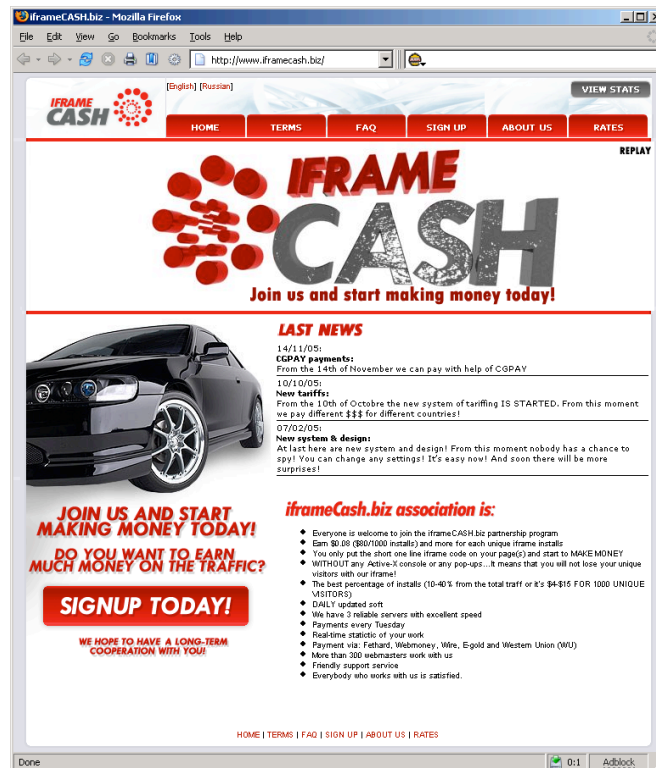 iframeCASH.biz - Mozilla Firefox
File Edit View Go Bookmarks Tools Help
http://www.iframecash.biz/
[English] [Russian]
VIEW STATS
IFRAME
CASH
HOME TERMS FAQ SIGN UP ABOUT US RATES
REPLAY
IFRAME
CASH
Join us and start making money today!
LAST NEWS
14/11/05:
CGPAY payments:
From the 14th of November we can pay with help of CGPAY
10/10/05:
New tariffs:
From the 10th of Octobre the new system of tariffing IS STARTED. From this moment
we pay different $$$ for different countries!
07/02/05:
New system & design:
At last here are new system and design! From this moment nobody has a chance to
spy! You can change any settings! It's easy now! And soon there will be more
surprises!
JOIN US AND START
MAKING MONEY TODAY!
DO YOU WANT TO EARN
MUCH MONEY ON THE TRAFFIC?
SIGNUP TODAY!
WE HOPE TO HAVE A LONG-TERM
COOPERATION WITH YOU!
iframeCash.biz association is:
Everyone is welcome to join the iframeCASH.biz partnership program
Earn $0.08 ($80/1000 installs) and more for each unique iframe installs
You only put the short one line iframe code on your page(s) and start to MAKE MONEY
WITHOUT any Active-X console or any pop-ups...It means that you will not lose your unique
visitors with our iframe!
The best percentage of installs (10-40% from the total traff or it's $4-$15 FOR 1000 UNIQUE
VISITORS)
DAILY updated soft
We have 3 reliable servers with excellent speed
Payments every Tuesday
Real-time statictic of your work
Payment via: Fethard, Webmoney, Wire, E-gold and Western Union (WU)
More than 300 webmasters work with us
Friendly support service
Everybody who works with us is satisfied.
HOME | TERMS | FAQ | SIGN UP | ABOUT US | RATES
Done 0:1 Adblock